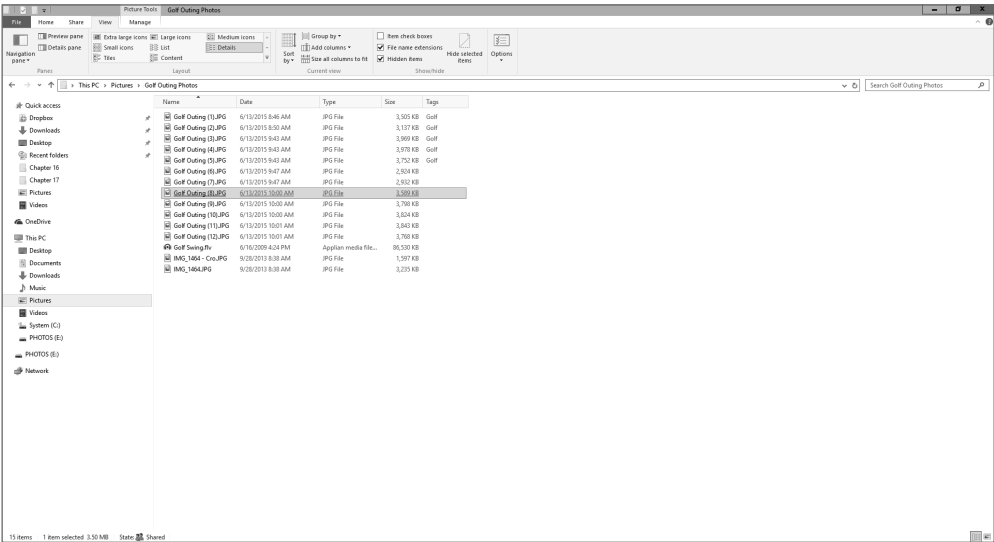 Picture Tools Golf Outing Photos
File Home Share View Manage
Navigation pane
Preview pane
Details pane
Panes
Extra large icons Large icons Medium icons
Small icons List Details
Tiles Content
Layout
Sort by
Group by
Add columns
Size all columns to fit
Current view
Item check boxes
File name extensions
Hidden items
Hide selected items
Show/hide
Options
This PC > Pictures > Golf Outing Photos
Search Golf Outing Photos
Quick access
Dropbox
Downloads
Desktop
Recent folders
Chapter 16
Chapter 17
Pictures
Videos
OneDrive
This PC
Desktop
Documents
Downloads
Music
Pictures
Videos
System (C:)
PHOTOS (E:)
PHOTOS (E:)
Network
Name Date Type Size Tags
Golf Outing (1).JPG 6/13/2015 8:46 AM JPG File 3,505 KB Golf
Golf Outing (2).JPG 6/13/2015 8:50 AM JPG File 3,137 KB Golf
Golf Outing (3).JPG 6/13/2015 9:43 AM JPG File 3,969 KB Golf
Golf Outing (4).JPG 6/13/2015 9:43 AM JPG File 3,978 KB Golf
Golf Outing (5).JPG 6/13/2015 9:43 AM JPG File 3,752 KB Golf
Golf Outing (6).JPG 6/13/2015 9:47 AM JPG File 2,924 KB
Golf Outing (7).JPG 6/13/2015 9:47 AM JPG File 2,932 KB
Golf Outing (8).JPG 6/13/2015 10:00 AM JPG File 3,589 KB
Golf Outing (9).JPG 6/13/2015 10:00 AM JPG File 3,798 KB
Golf Outing (10).JPG 6/13/2015 10:00 AM JPG File 3,824 KB
Golf Outing (11).JPG 6/13/2015 10:01 AM JPG File 3,843 KB
Golf Outing (12).JPG 6/13/2015 10:01 AM JPG File 3,768 KB
Golf Swing.flv 6/16/2009 4:24 PM Applian media file... 86,530 KB
IMG_1464 - Cro.JPG 9/28/2013 8:38 AM JPG File 1,597 KB
IMG_1464.JPG 9/28/2013 8:38 AM JPG File 3,235 KB
15 items 1 item selected 3.50 MB State: Shared